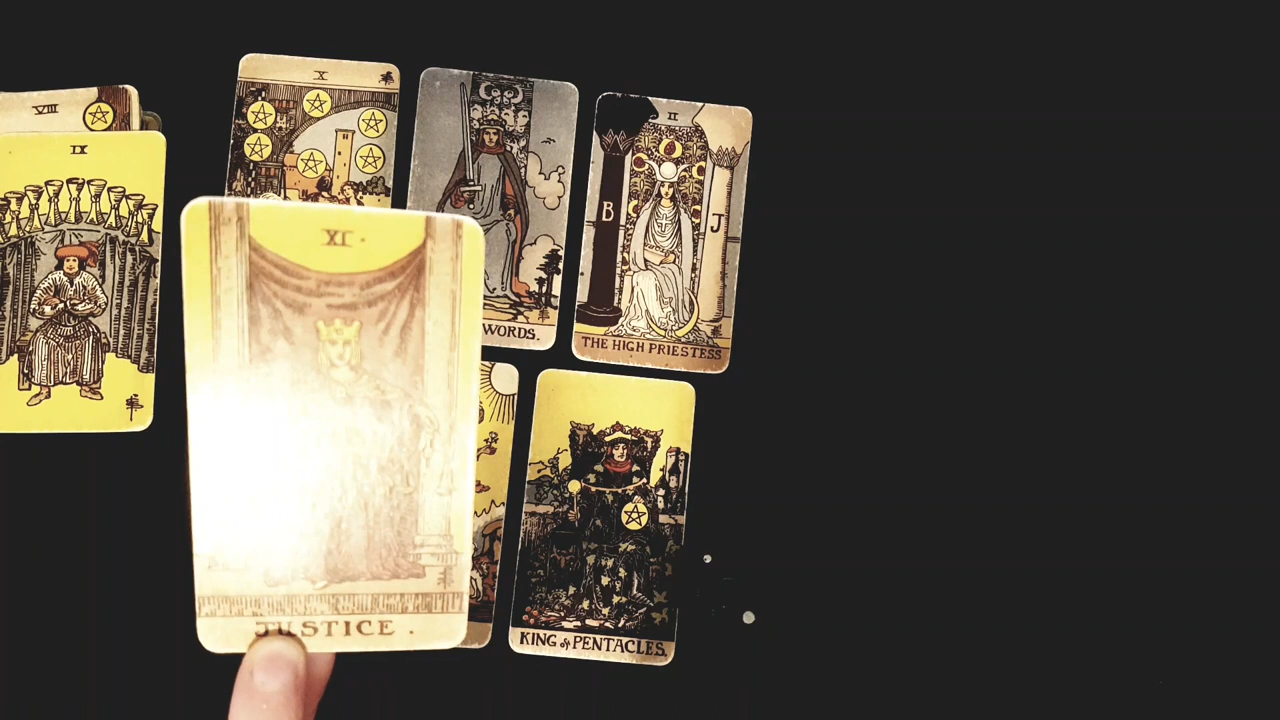 VIII
IX
X
WORDS.
II
B
J
THE HIGH PRIESTESS
XI.
JUSTICE.
KING of PENTACLES.